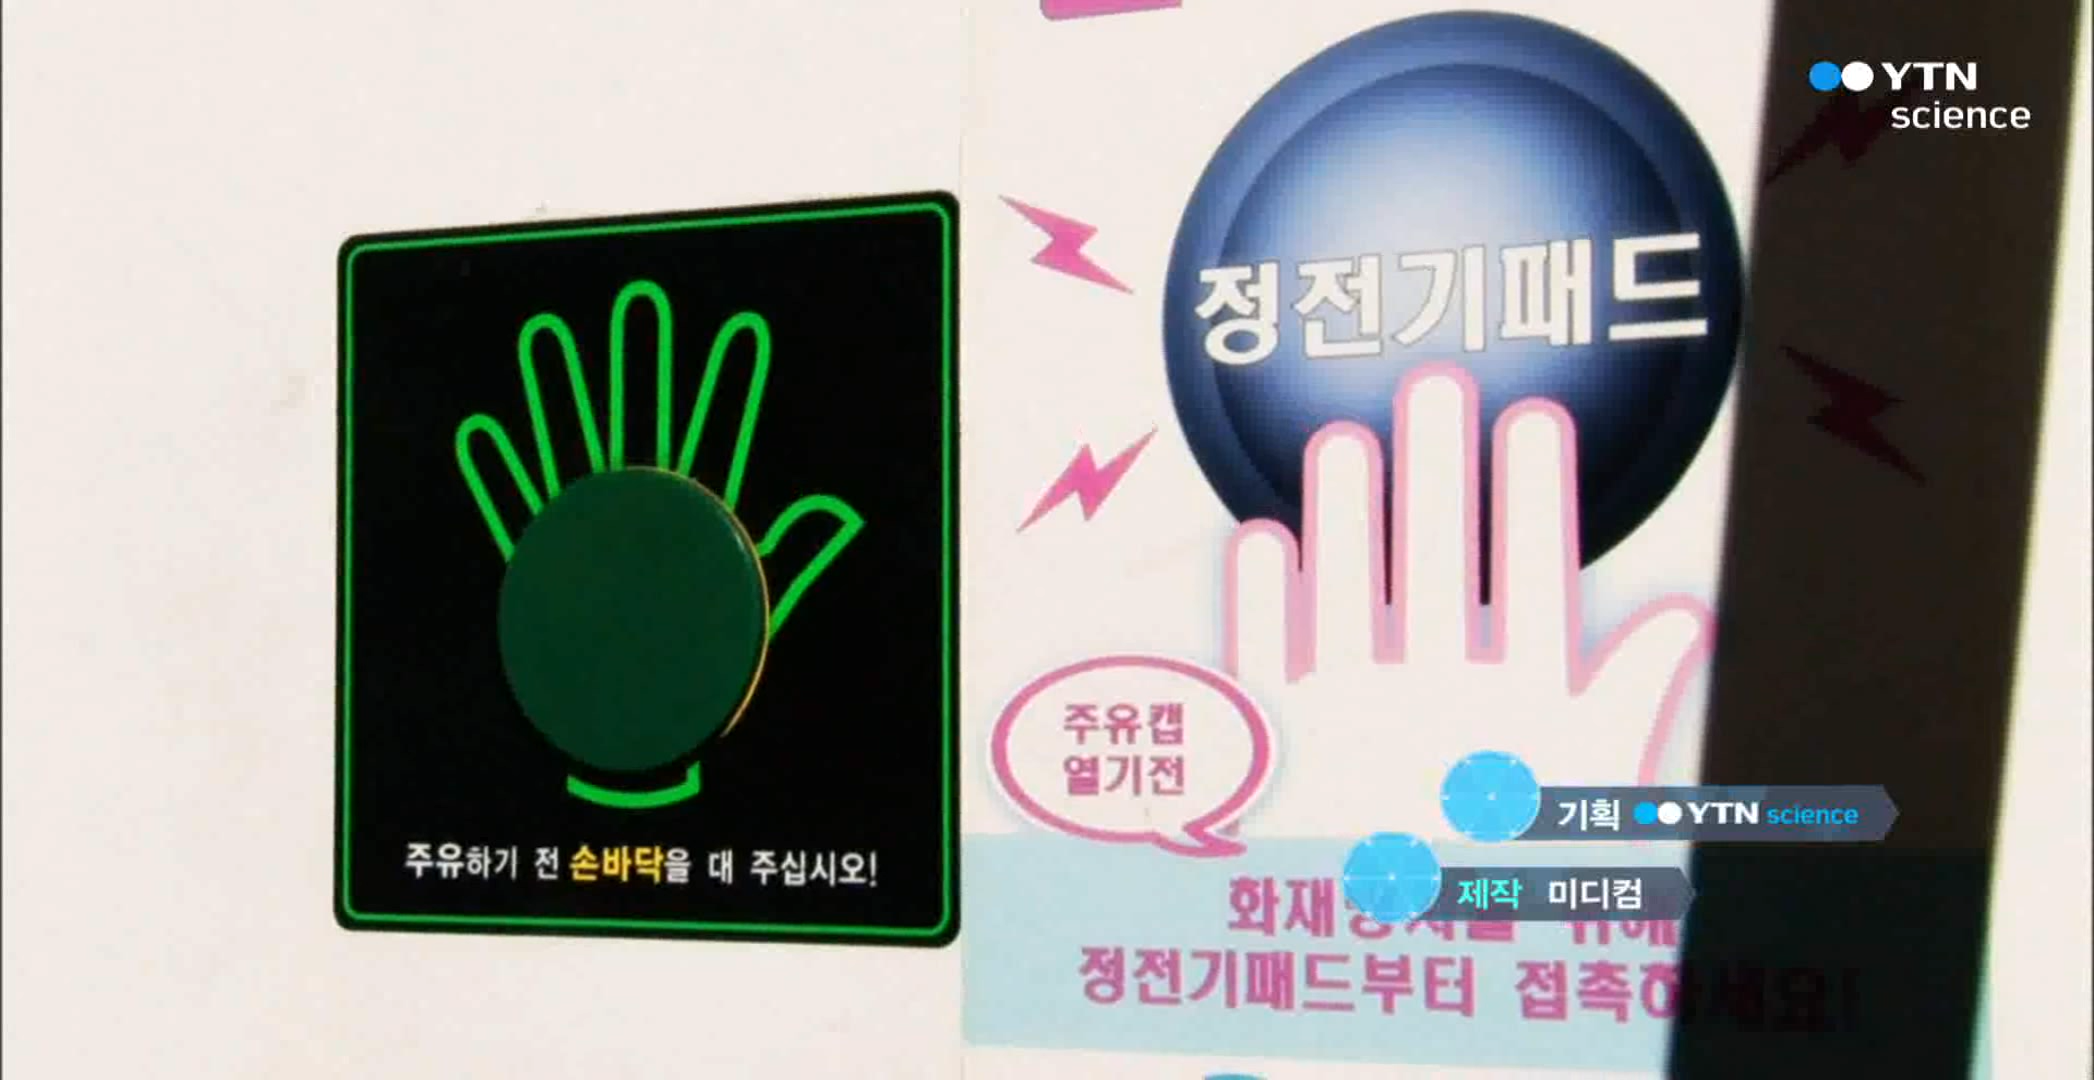 YTN
science
정전기패드
주유캡
열기전
주유하기 전 손바닥을 대 주십시오!
기획 YTN science
제작 미디컴
화재
정전기패드부터 접촉하세요!